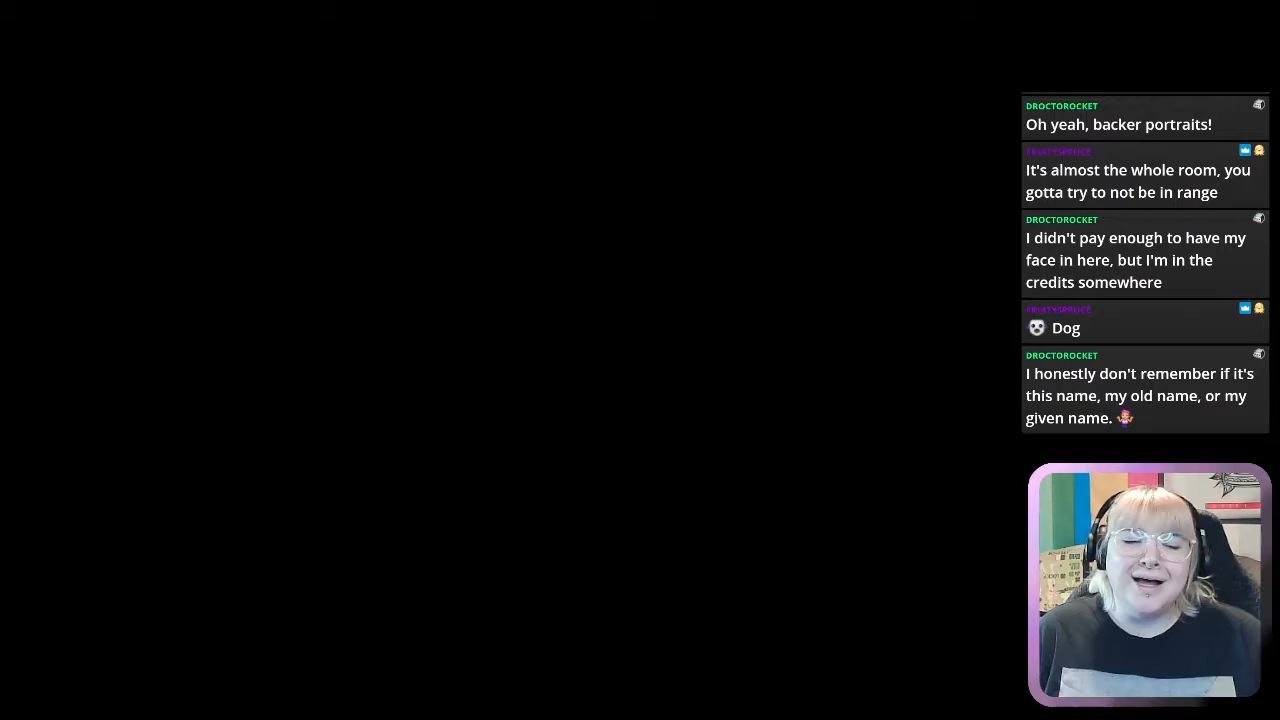 DROCTOROCKET
Oh yeah, backer portraits!
FRUITYSPRUCE
It's almost the whole room, you
gotta try to not be in range
DROCTOROCKET
I didn't pay enough to have my
face in here, but I'm in the
credits somewhere
FRUITYSPRUCE
Dog
DROCTOROCKET
I honestly don't remember if it's
this name, my old name, or my
given name.